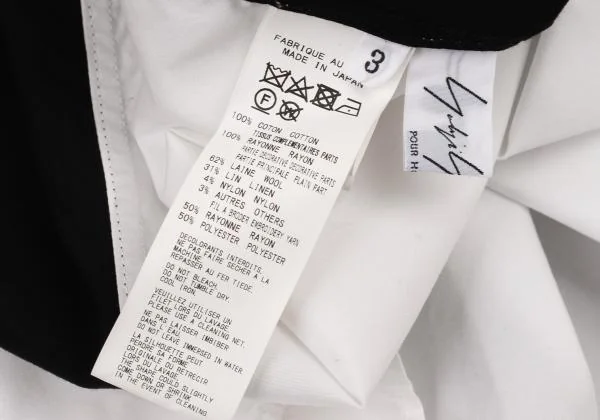 FABRIQUE AU
MADE IN JAPAN
3
F
100% COTON COTTON
TISSUS COMPLEMENTAIRES PARTS
100% RAYONNE RAYON
PARTIE DECORATIVE DECORATIVE PARTS
PARTIE PRINCIPALE PLAIN PART
62% LAINE WOOL
31% LIN LINEN
4% NYLON NYLON
3% AUTRES OTHERS
FIL A BRODER EMBROIDERY YARN
50% RAYONNE RAYON
50% POLYESTER POLYESTER
DECOLORANTS INTERDITS.
NE PAS FAIRE SECHER A LA
MACHINE.
REPASSER AU FER TIEDE.
DO NOT BLEACH.
DO NOT TUMBLE DRY.
COOL IRON.
VEUILLEZ UTILISER UN
FILET LORS DU LAVAGE.
PLEASE USE A CLEANING NET.
NE PAS LAISSER IMBIBER
DANS L'EAU.
DO NOT LEAVE IMMERSED IN WATER.
LA SILHOUETTE PEUT
PERDRE SA FORME
ORIGINALE OU RETRECIR
LORS DU LAVAGE.
THE SHAPE COULD SLIGHTLY
COME DOWN OR SHRINK
IN THE EVENT OF CLEANING.
POUR H